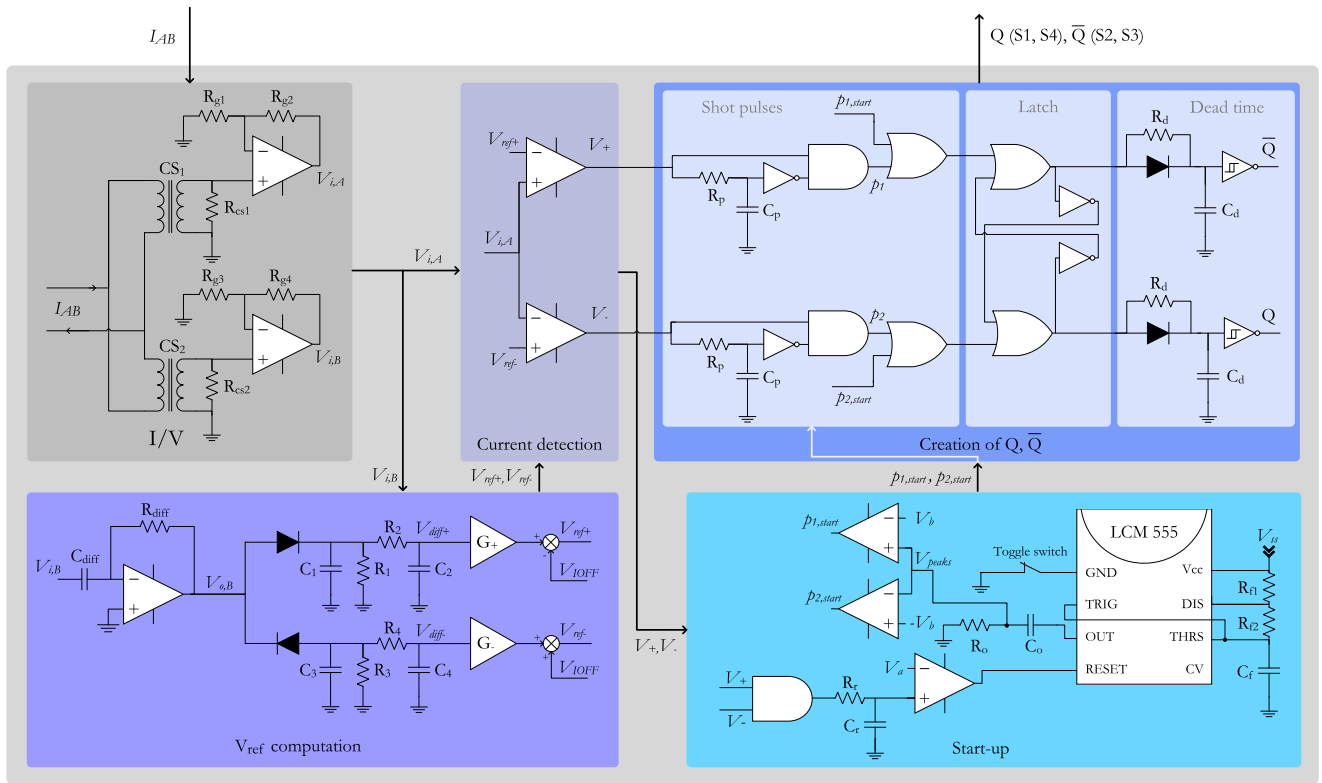 I_AB
Q (S1, S4), Q̅ (S2, S3)
R_g1
R_g2
V_i,A
CS_1
R_cs1
I_AB
R_g3
R_g4
V_i,B
CS_2
R_cs2
I/V
V_i,A
V_i,B
V_ref+
V_+
V_i,A
V_-
V_ref-
Current detection
V_ref+, V_ref-
V_+, V_-
Shot pulses
p_1,start
R_p
C_p
p_1
p_2
R_p
C_p
p_2,start
Latch
Dead time
R_d
Q̅
C_d
R_d
Q
C_d
Creation of Q, Q̅
p_1,start, p_2,start
R_diff
C_diff
V_i,B
V_o,B
C_1
R_1
R_2
V_diff+
C_2
G_+
+
-
V_ref+
V_IOFF
C_3
R_3
R_4
V_diff-
C_4
G_-
+
+
V_ref-
V_IOFF
V_ref computation
p_1,start
V_b
V_peaks
p_2,start
-V_b
Toggle switch
R_o
C_o
LCM 555
GND
Vcc
TRIG
DIS
OUT
THRS
RESET
CV
V_ss
R_f1
R_f2
C_f
V_+
V-
R_r
C_r
V_a
Start-up